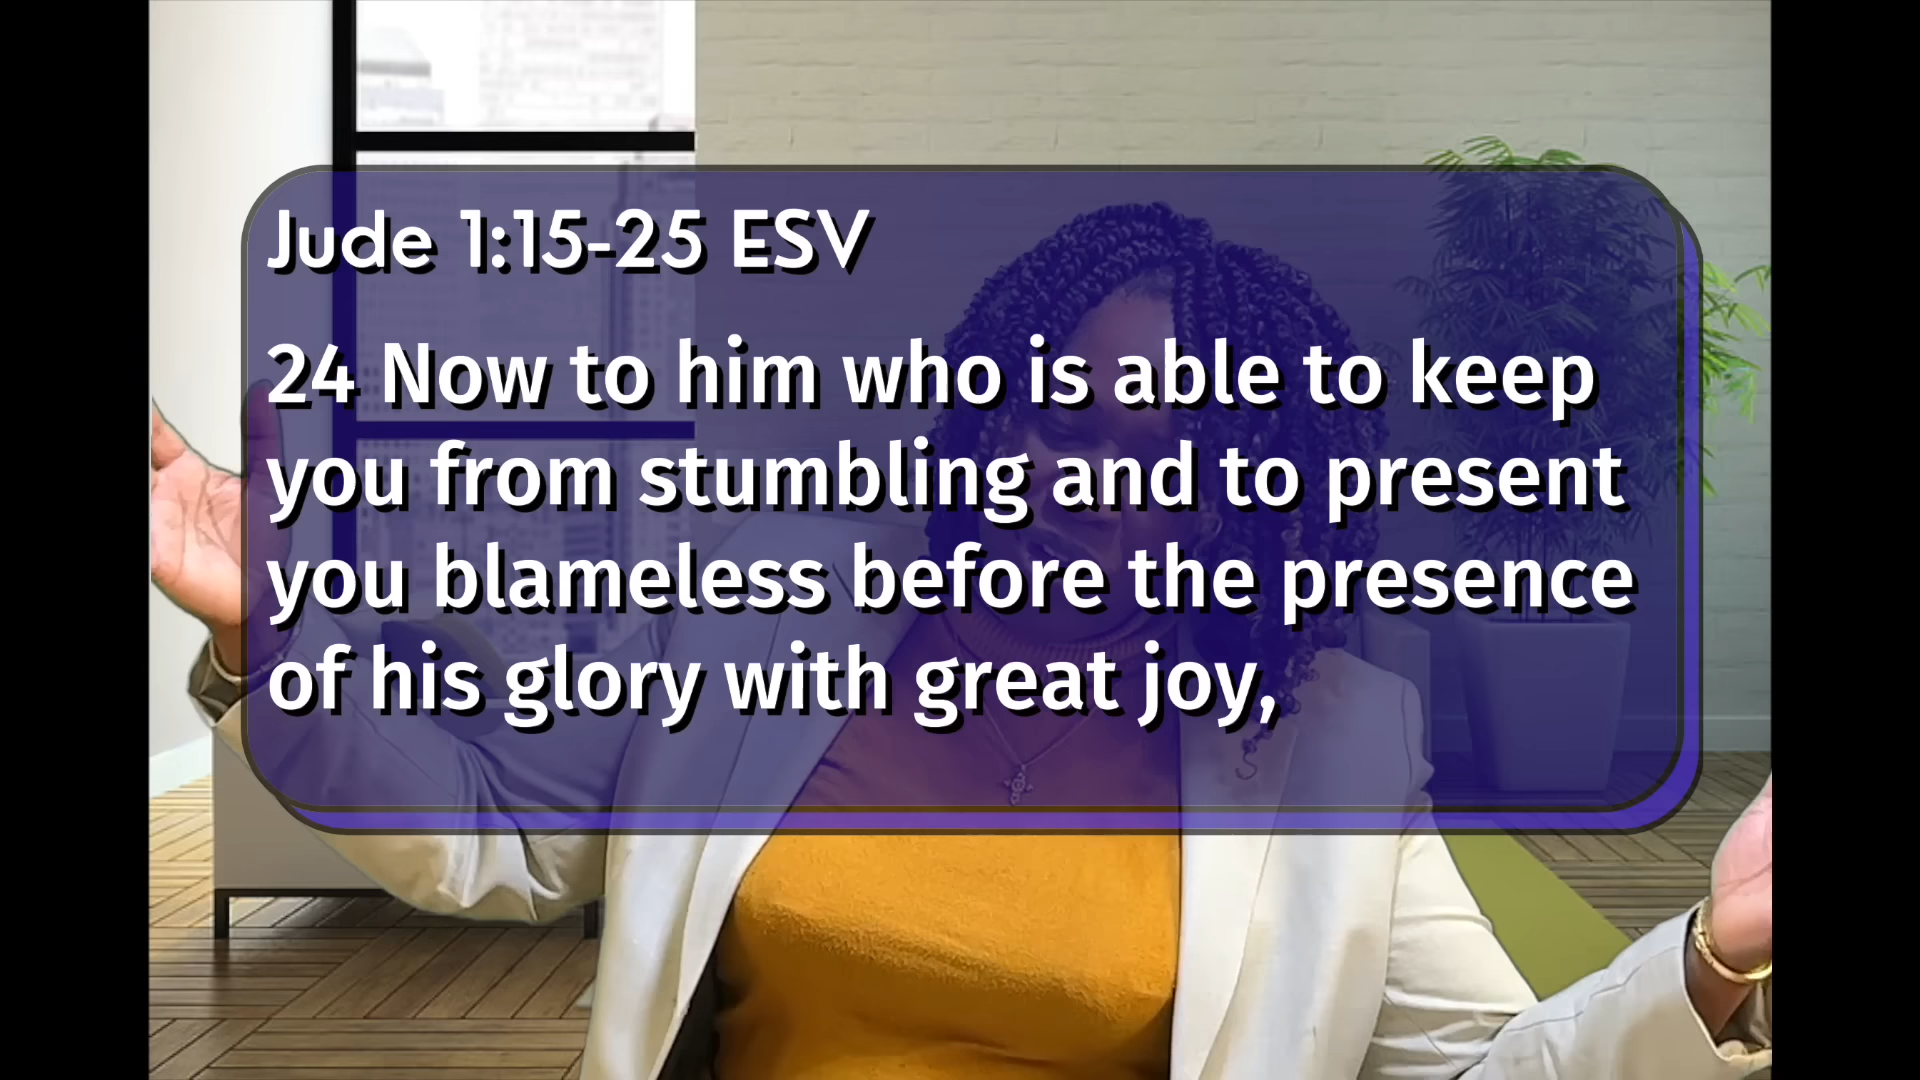 Jude 1:15-25 ESV
24 Now to him who is able to keep
you from stumbling and to present
you blameless before the presence
of his glory with great joy,